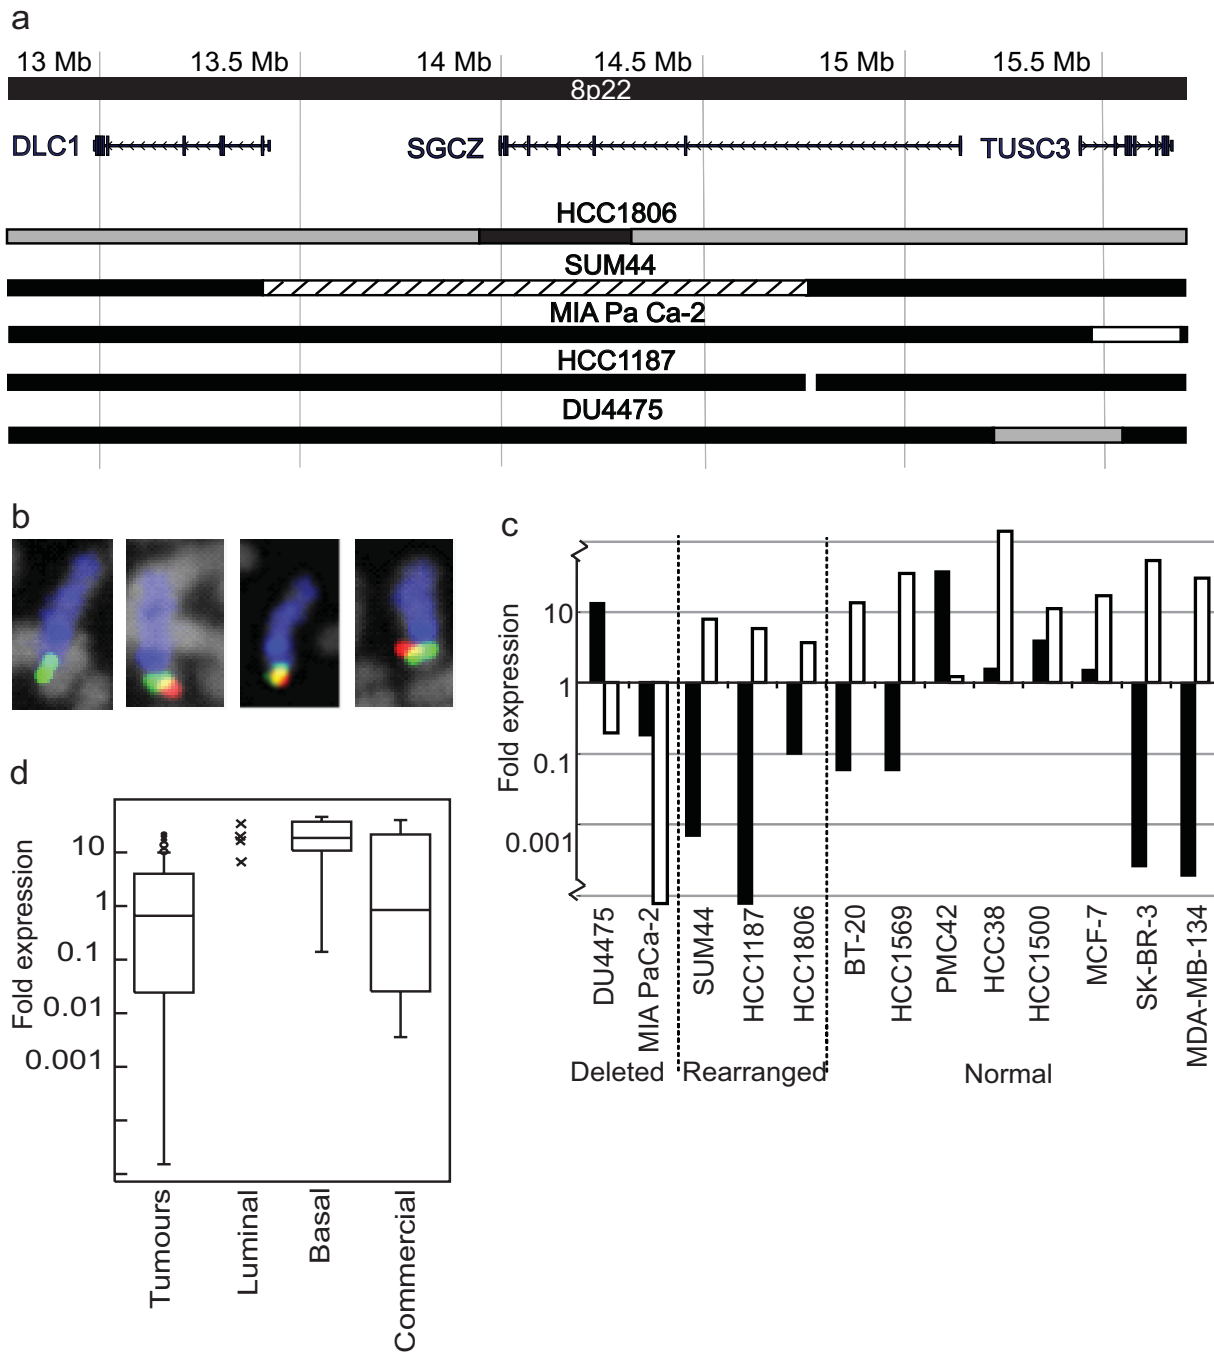 a
13 Mb 13.5 Mb 14 Mb 14.5 Mb 15 Mb 15.5 Mb
8p22
DLC1 SGCZ TUSC3
HCC1806
SUM44
MIA Pa Ca-2
HCC1187
DU4475
b
c
Fold expression
10
1
0.1
0.001
DU4475
MIA PaCa-2
SUM44
HCC1187
HCC1806
BT-20
HCC1569
PMC42
HCC38
HCC1500
MCF-7
SK-BR-3
MDA-MB-134
Deleted Rearranged Normal
d
Fold expression
10
1
0.1
0.01
0.001
Tumours
Luminal
Basal
Commercial